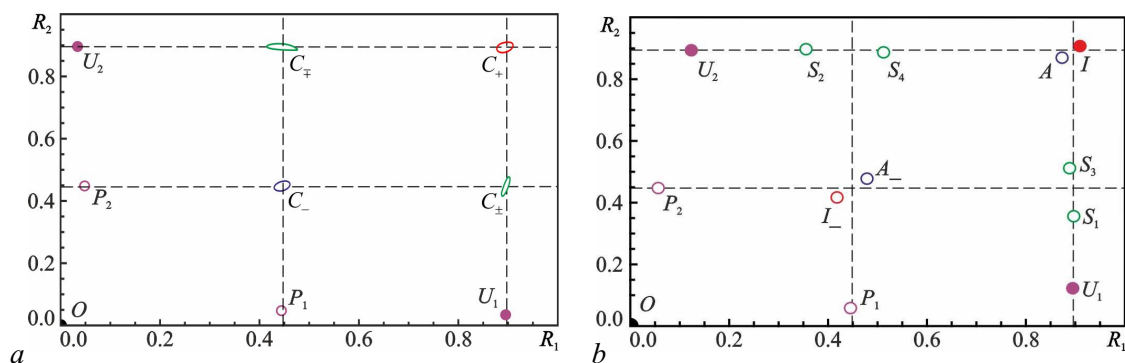 R₂
0.8
U₂
C∓
C₊
0.6
0.4
P₂
C₋
C±
0.2
O
P₁
U₁
0.0
0.0 0.2 0.4 0.6 0.8 R₁
a
R₂
0.8
U₂
S₂
S₄
A
I
0.6
S₃
0.4
P₂
A₋
I₋
S₁
0.2
O
P₁
U₁
0.0
0.0 0.2 0.4 0.6 0.8 R₁
b